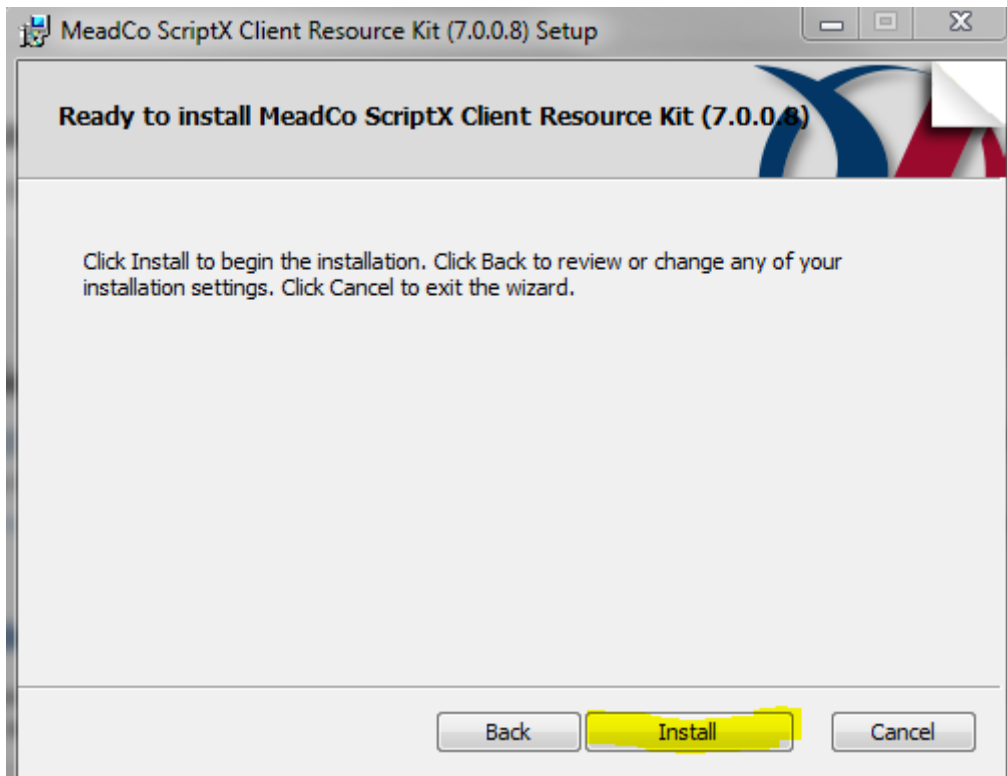 MeadCo ScriptX Client Resource Kit (7.0.0.8) Setup
Ready to install MeadCo ScriptX Client Resource Kit (7.0.0.8)
Click Install to begin the installation. Click Back to review or change any of your
installation settings. Click Cancel to exit the wizard.
Back Install Cancel